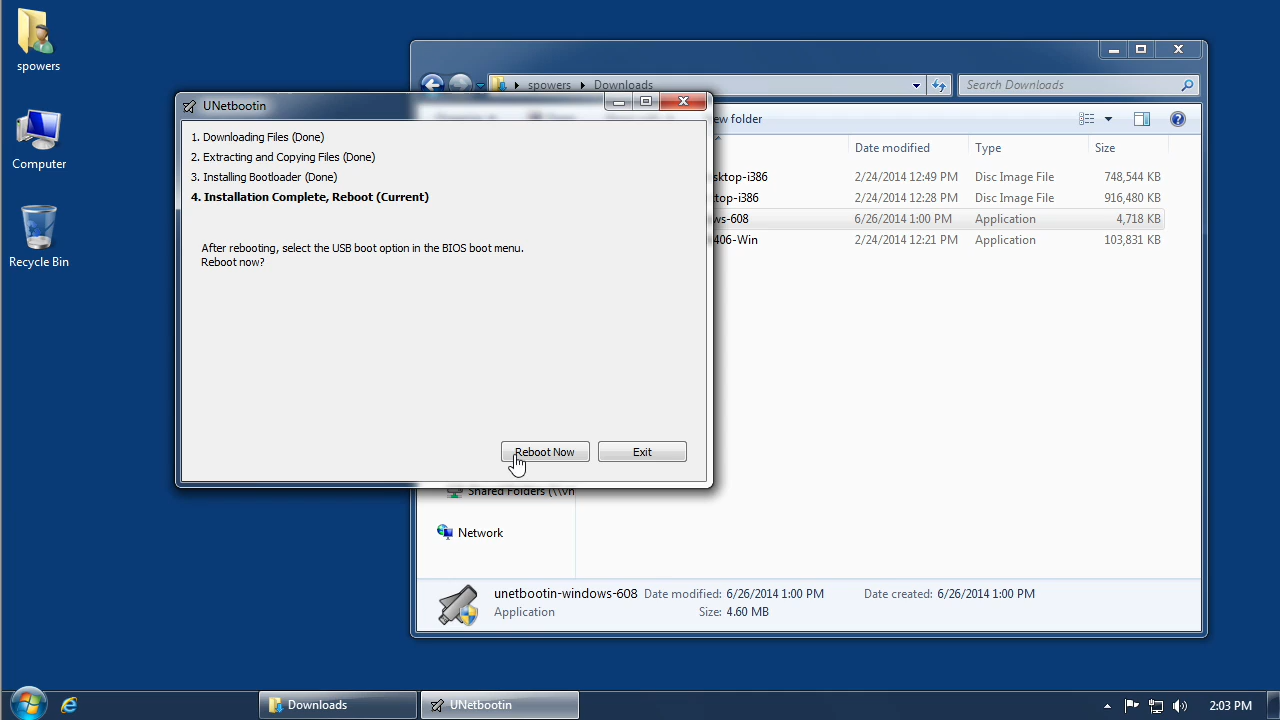 spowers
Computer
Recycle Bin
spowers Downloads
Search Downloads
UNetbootin
1. Downloading Files (Done)
2. Extracting and Copying Files (Done)
3. Installing Bootloader (Done)
4. Installation Complete, Reboot (Current)
After rebooting, select the USB boot option in the BIOS boot menu.
Reboot now?
Reboot Now Exit
ew folder
Date modified Type Size
sktop-i386 2/24/2014 12:49 PM Disc Image File 748,544 KB
ktop-i386 2/24/2014 12:28 PM Disc Image File 916,480 KB
ws-608 6/26/2014 1:00 PM Application 4,718 KB
406-Win 2/24/2014 12:21 PM Application 103,831 KB
Shared Folders (\\vn
Network
unetbootin-windows-608 Date modified: 6/26/2014 1:00 PM Date created: 6/26/2014 1:00 PM
Application Size: 4.60 MB
Downloads UNetbootin 2:03 PM